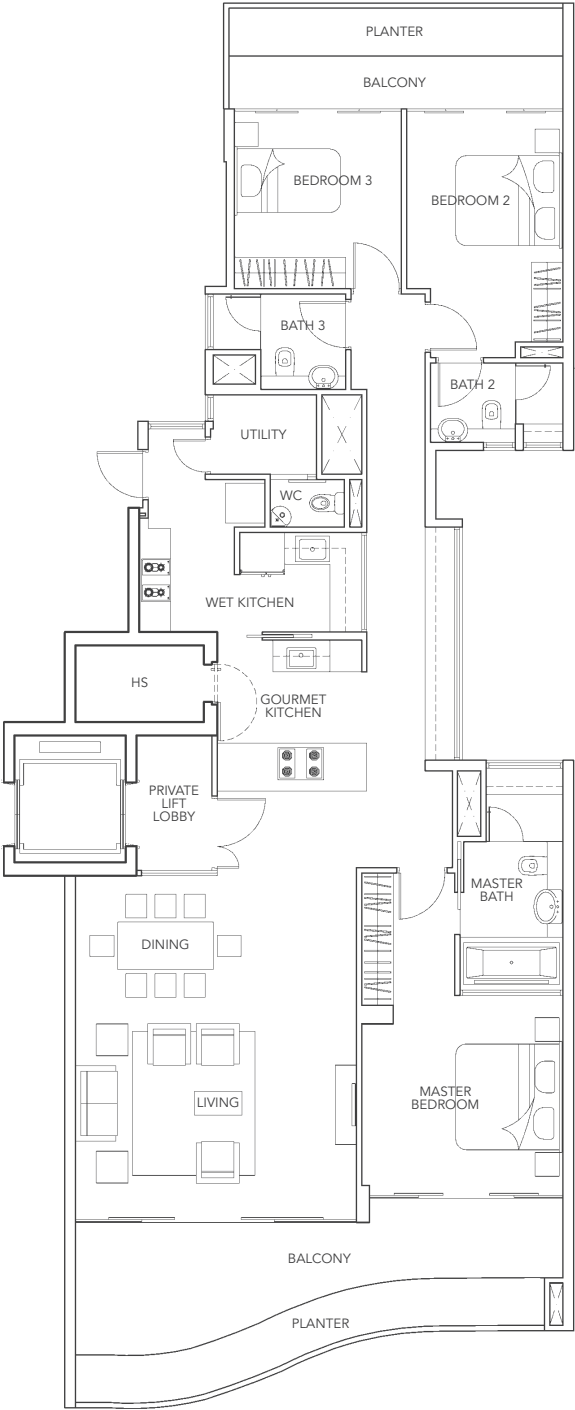 PLANTER
BALCONY
BEDROOM 3
BEDROOM 2
BATH 3
BATH 2
UTILITY
WC
WET KITCHEN
HS
GOURMET
KITCHEN
PRIVATE
LIFT
LOBBY
MASTER
BATH
DINING
LIVING
MASTER
BEDROOM
BALCONY
PLANTER